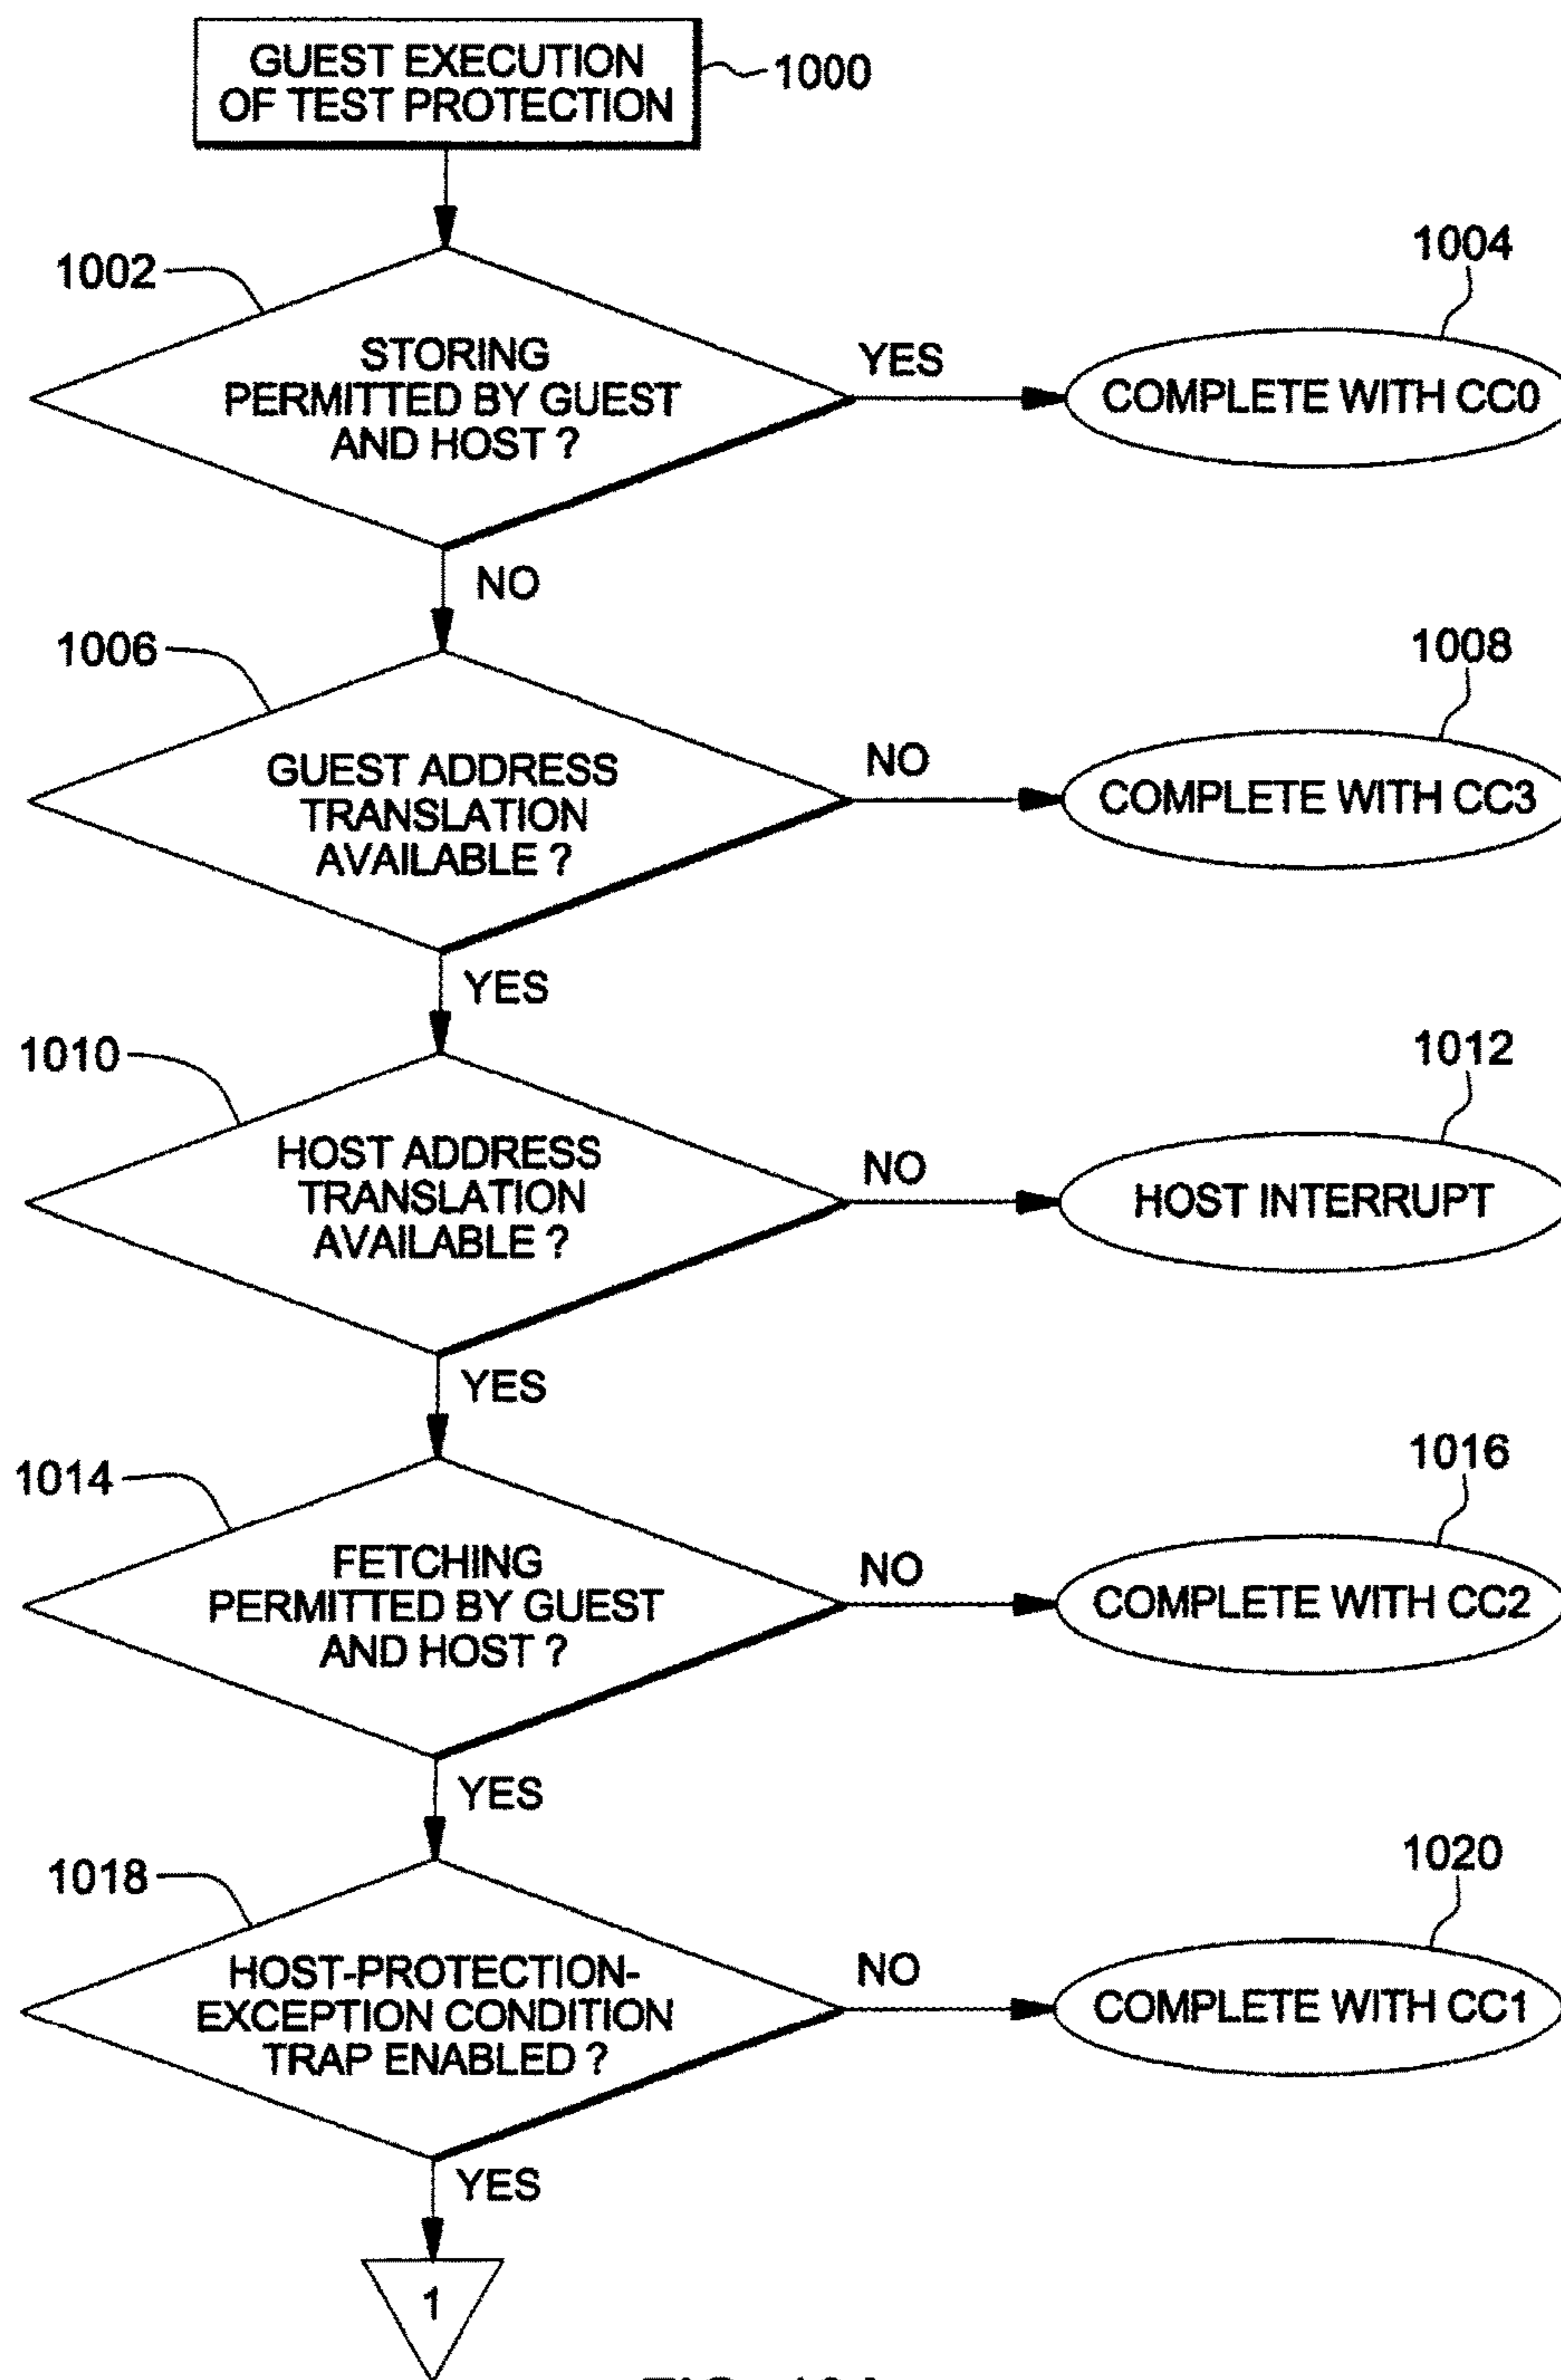 GUEST EXECUTION
OF TEST PROTECTION
1000
1002
STORING
PERMITTED BY GUEST
AND HOST ?
YES
1004
COMPLETE WITH CC0
NO
1006
GUEST ADDRESS
TRANSLATION
AVAILABLE ?
NO
1008
COMPLETE WITH CC3
YES
1010
HOST ADDRESS
TRANSLATION
AVAILABLE ?
NO
1012
HOST INTERRUPT
YES
1014
FETCHING
PERMITTED BY GUEST
AND HOST ?
NO
1016
COMPLETE WITH CC2
YES
1018
HOST-PROTECTION-
EXCEPTION CONDITION
TRAP ENABLED ?
NO
1020
COMPLETE WITH CC1
YES
1